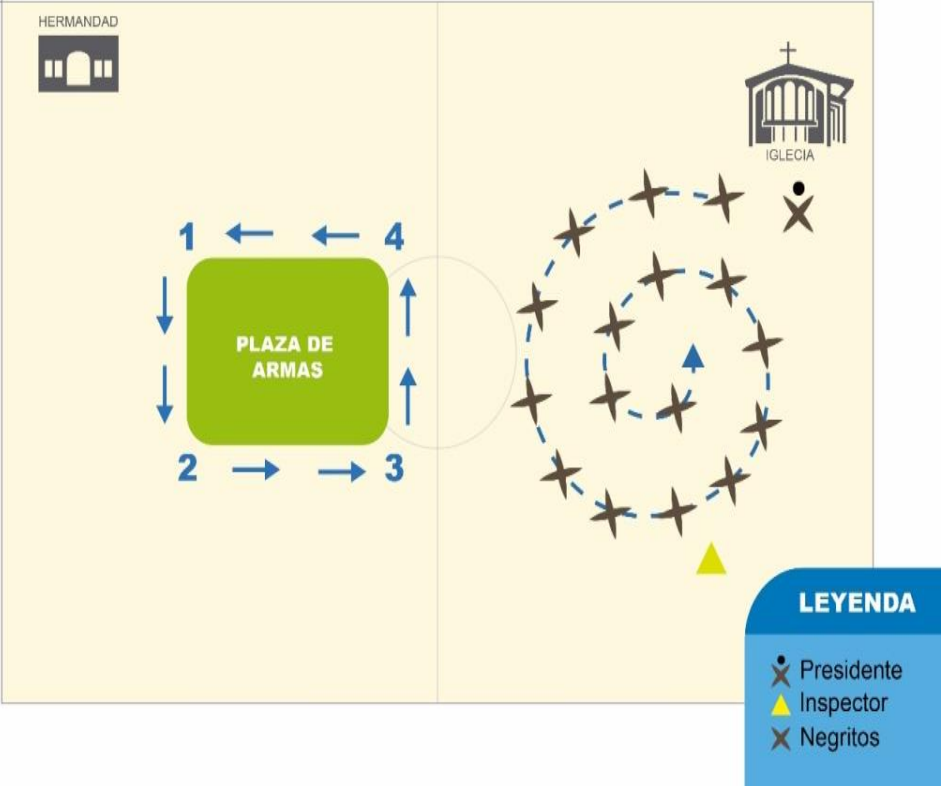 HERMANDAD
IGLECIA
1
4
PLAZA DE
ARMAS
2
3
LEYENDA
Presidente
Inspector
Negritos